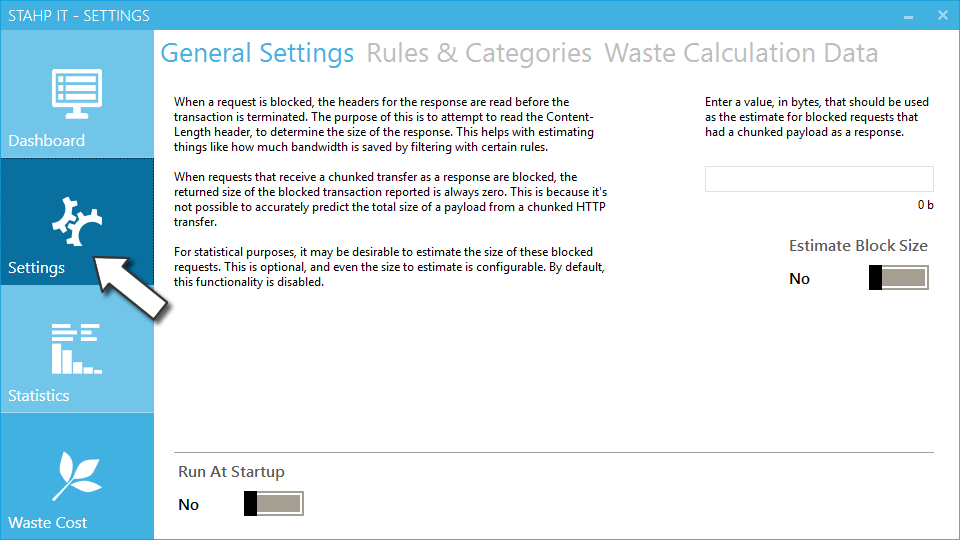 STAHP IT - SETTINGS
Dashboard
Settings
Statistics
Waste Cost
General Settings Rules & Categories Waste Calculation Data
When a request is blocked, the headers for the response are read before the
transaction is terminated. The purpose of this is to attempt to read the Content-
Length header, to determine the size of the response. This helps with estimating
things like how much bandwidth is saved by filtering with certain rules.
When requests that receive a chunked transfer as a response are blocked, the
returned size of the blocked transaction reported is always zero. This is because it's
not possible to accurately predict the total size of a payload from a chunked HTTP
transfer.
For statistical purposes, it may be desirable to estimate the size of these blocked
requests. This is optional, and even the size to estimate is configurable. By default,
this functionality is disabled.
Enter a value, in bytes, that should be used
as the estimate for blocked requests that
had a chunked payload as a response.
0 b
Estimate Block Size
No
Run At Startup
No